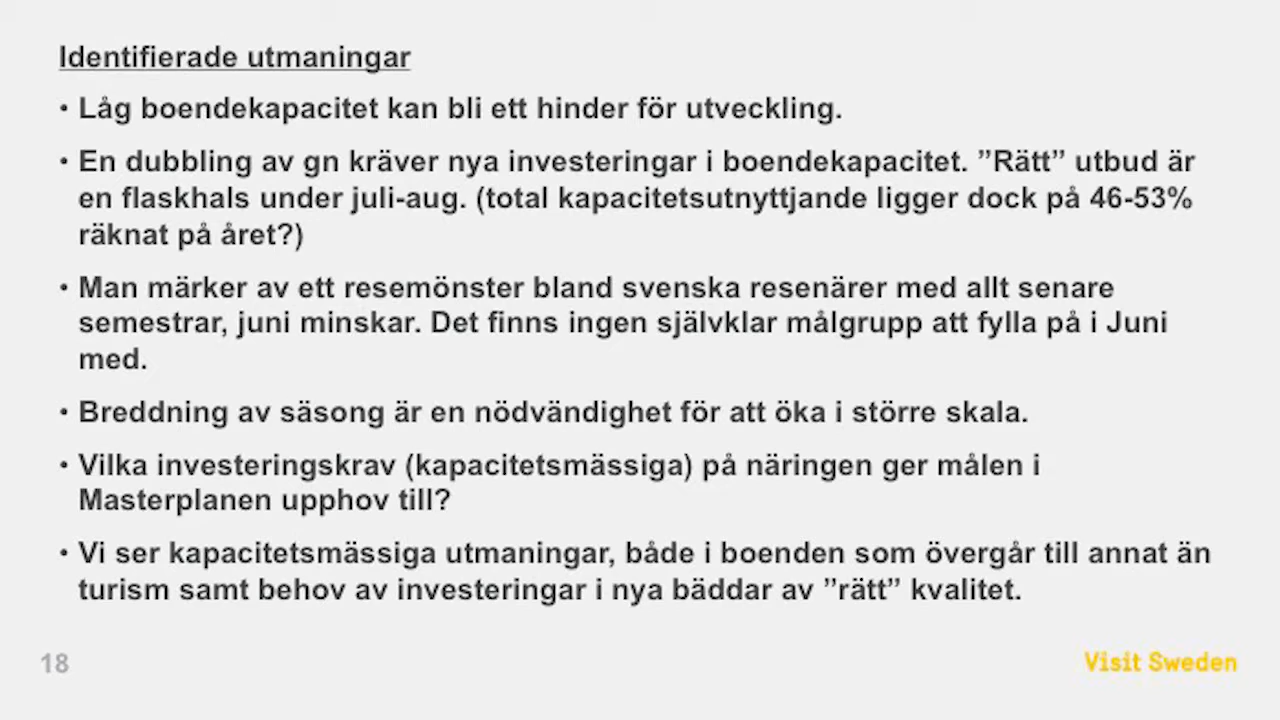 Identifierade utmaningar
• Låg boendekapacitet kan bli ett hinder för utveckling.
• En dubbling av gn kräver nya investeringar i boendekapacitet. ”Rätt” utbud är
en flaskhals under juli-aug. (total kapacitetsutnyttjande ligger dock på 46-53%
räknat på året?)
• Man märker av ett resemönster bland svenska resenärer med allt senare
semestrar, juni minskar. Det finns ingen självklar målgrupp att fylla på i Juni
med.
• Breddning av säsong är en nödvändighet för att öka i större skala.
• Vilka investeringskrav (kapacitetsmässiga) på näringen ger målen i
Masterplanen upphov till?
• Vi ser kapacitetsmässiga utmaningar, både i boenden som övergår till annat än
turism samt behov av investeringar i nya bäddar av ”rätt” kvalitet.
18
Visit Sweden